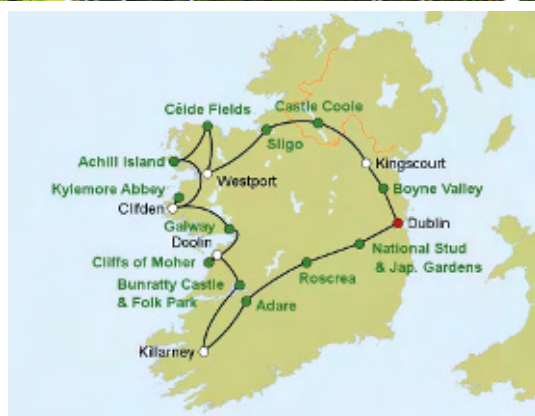 Céide Fields
Castle Coole
Sligo
Achill Island
Kingscourt
Westport
Kylemore Abbey
Boyne Valley
Clifden
Galway
Dublin
Doolin
National Stud
& Jap. Gardens
Cliffs of Moher
Roscrea
Bunratty Castle
& Folk Park
Adare
Killarney